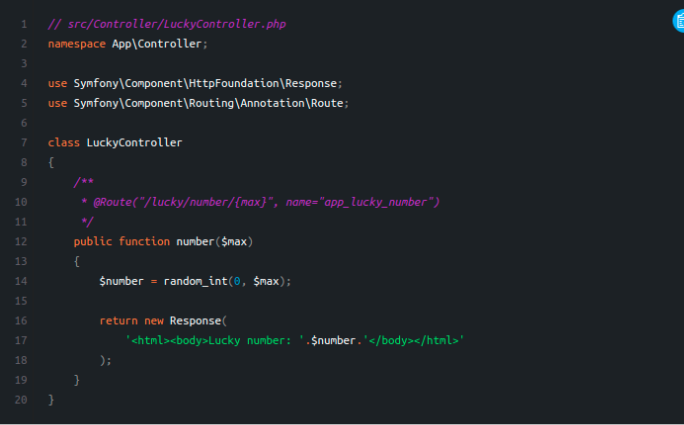 1 // src/Controller/LuckyController.php
2 namespace App\Controller;
3
4 use Symfony\Component\HttpFoundation\Response;
5 use Symfony\Component\Routing\Annotation\Route;
6
7 class LuckyController
8 {
9     /**
10      * @Route("/lucky/number/{max}", name="app_lucky_number")
11      */
12     public function number($max)
13     {
14         $number = random_int(0, $max);
15
16         return new Response(
17             '<html><body>Lucky number: '.$number.'</body></html>'
18         );
19     }
20 }